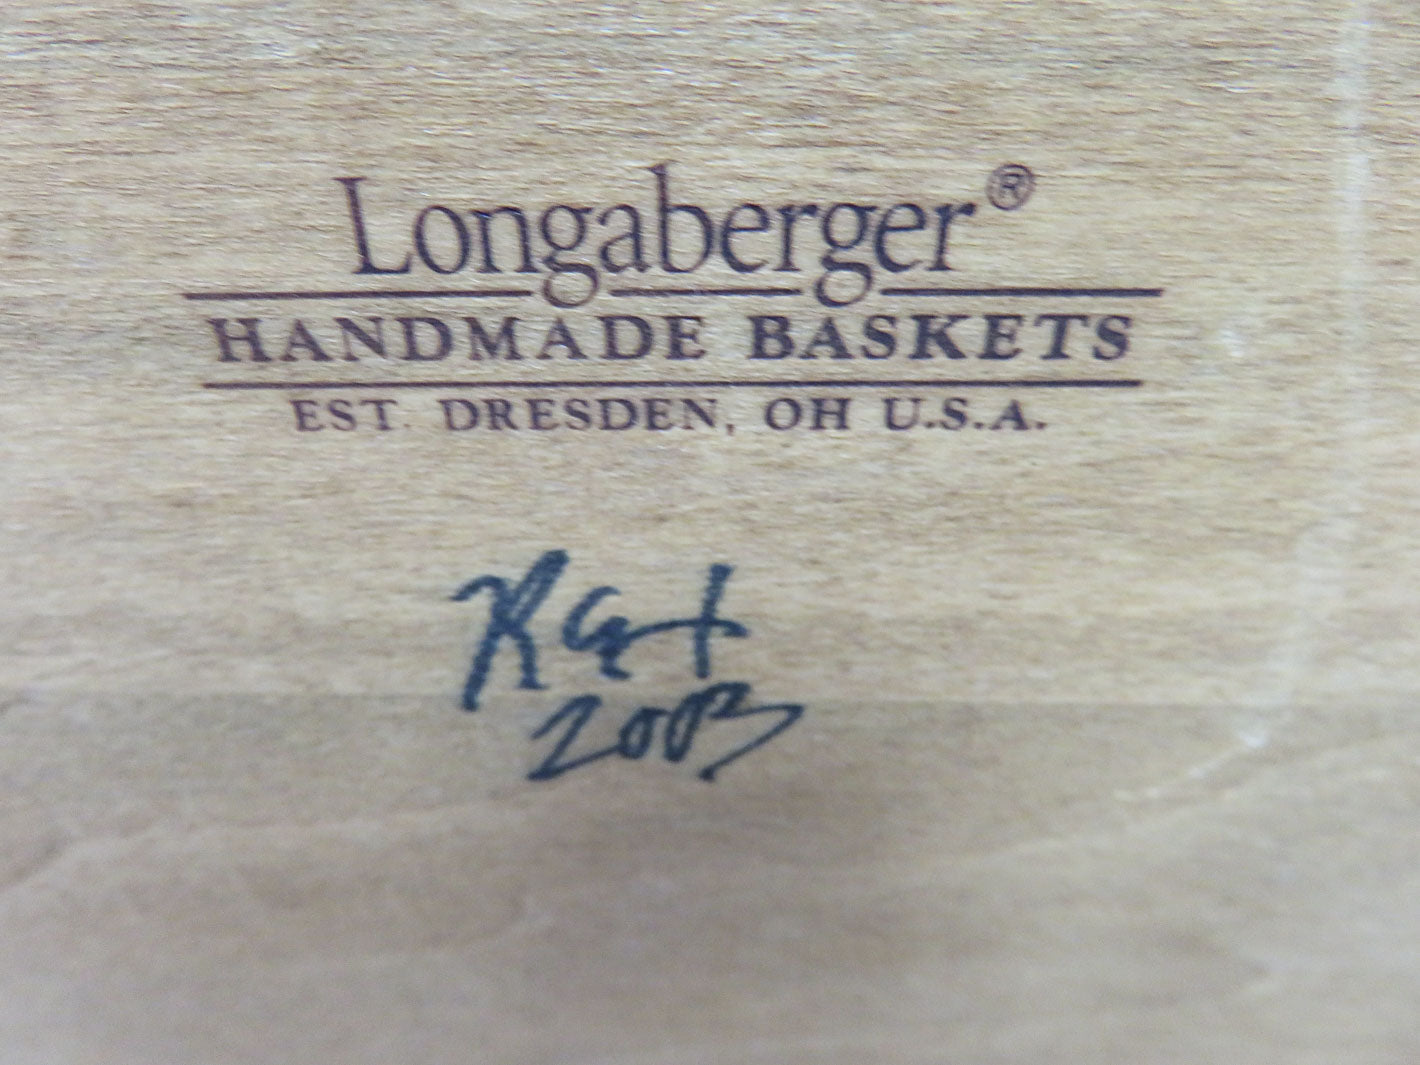 Longaberger®
HANDMADE BASKETS
EST. DRESDEN, OH U.S.A.
2003